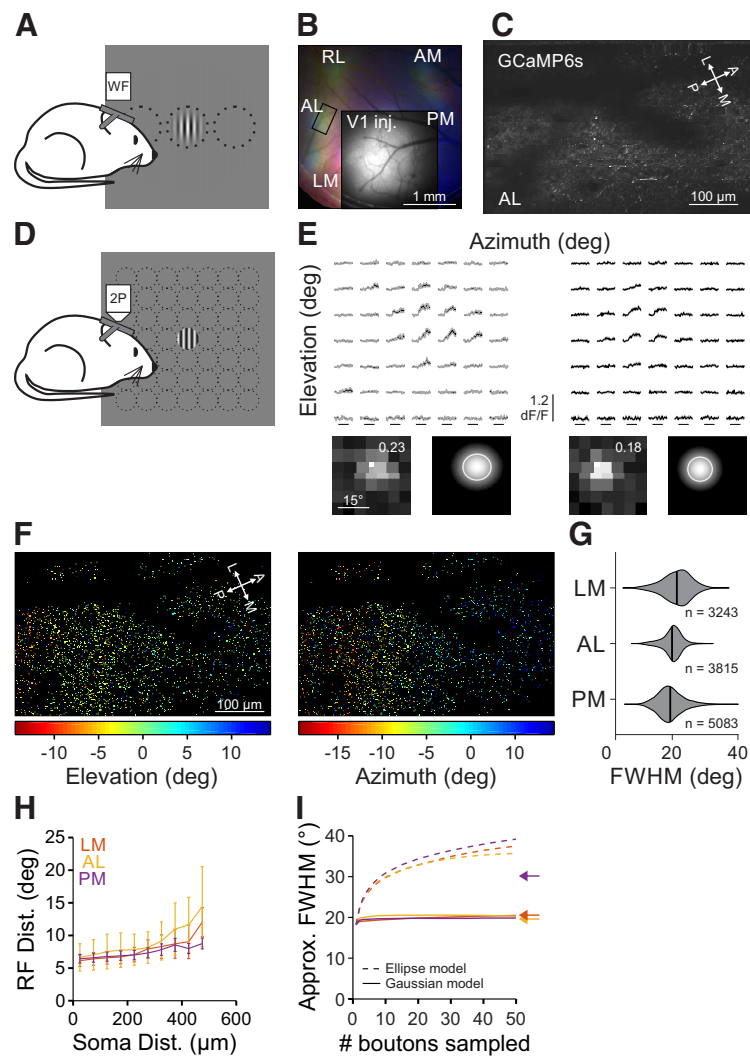 A
WF
B
RL
AM
AL
V1 inj.
PM
LM
1 mm
C
GCaMP6s
L
A
P
M
AL
100 µm
D
2P
E
Azimuth (deg)
Elevation (deg)
1.2
dF/F
0.23
15°
0.18
F
L
A
P
M
100 µm
-10 -5 0 5 10
Elevation (deg)
-15 -10 -5 0 5 10
Azimuth (deg)
G
LM
n = 3243
AL
n = 3815
PM
n = 5083
0 20 40
FWHM (deg)
H
LM
AL
PM
25
20
15
10
5
0
0 200 400 600
RF Dist. (deg)
Soma Dist. (µm)
I
40
30
20
10
0
0 10 20 30 40 50
Approx. FWHM (°)
Ellipse model
Gaussian model
# boutons sampled